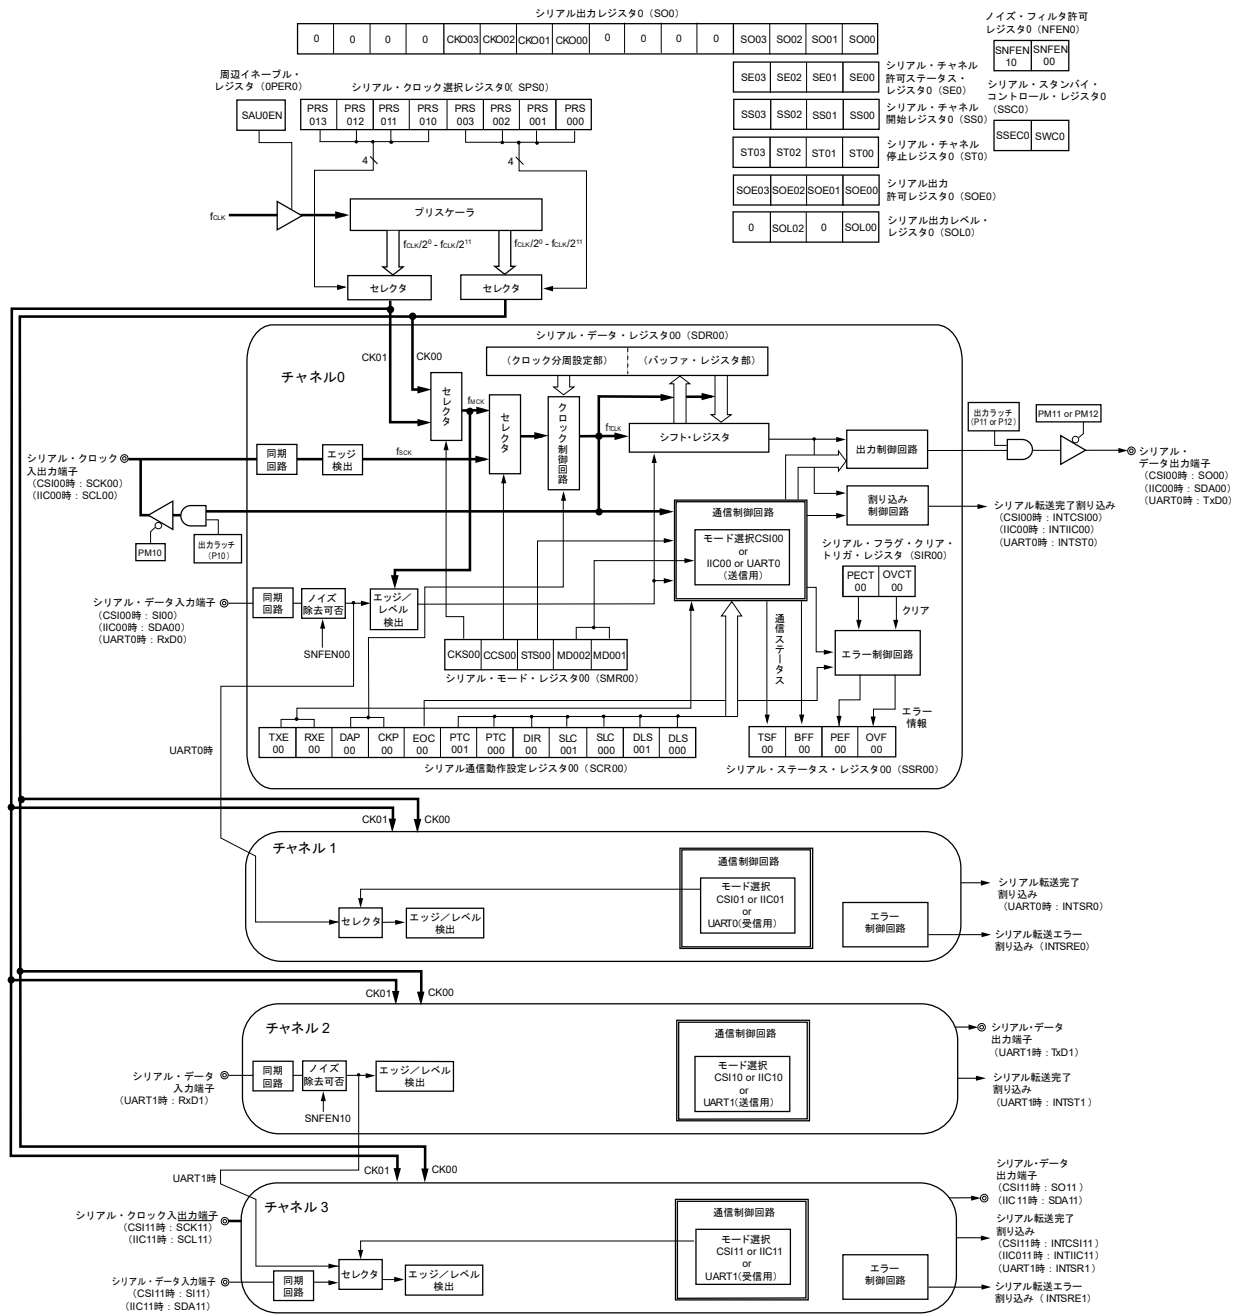 シリアル出力レジスタ0（SO0）
0 0 0 0 CKO03 CKO02 CKO01 CKO00 0 0 0 0 SO03 SO02 SO01 SO00
ノイズ・フィルタ許可
レジスタ0（NFEN0）
SNFEN
10
SNFEN
00
周辺イネーブル・
レジスタ（0PER0）
SAU0EN
シリアル・クロック選択レジスタ0( SPS0)
PRS
013
PRS
012
PRS
011
PRS
010
PRS
003
PRS
002
PRS
001
PRS
000
SE03 SE02 SE01 SE00
シリアル・チャネル
許可ステータス・
レジスタ0（SE0）
シリアル・スタンバイ・
コントロール・レジスタ0
（SSC0）
SSEC0 SWC0
SS03 SS02 SS01 SS00
シリアル・チャネル
開始レジスタ0（SS0）
ST03 ST02 ST01 ST00
シリアル・チャネル
停止レジスタ0（ST0）
SOE03 SOE02 SOE01 SOE00
シリアル出力
許可レジスタ0（SOE0）
0 SOL02 0 SOL00
シリアル出力レベル・
レジスタ0（SOL0）
4
4
fCLK
プリスケーラ
fCLK/2⁰ - fCLK/2¹¹
fCLK/2⁰ - fCLK/2¹¹
セレクタ
セレクタ
チャネル0
CK01
CK00
シリアル・データ・レジスタ00（SDR00）
（クロック分周設定部）
（バッファ・レジスタ部）
セレクタ
fMCK
セレクタ
クロック制御回路
fTCLK
シフト・レジスタ
出力制御回路
出力ラッチ
（P11 or P12）
PM11 or PM12
シリアル・
データ出力端子
（CSI00時：SO00）
（IIC00時：SDA00）
（UART0時：TxD0）
シリアル・クロック
入出力端子
（CSI00時：SCK00）
（IIC00時：SCL00）
同期
回路
エッジ
検出
fSCK
PM10
出力ラッチ
（P10）
通信制御回路
モード選択CSI00
or
IIC00 or UART0
（送信用）
割り込み
制御回路
シリアル転送完了割り込み
（CSI00時：INTCSI00）
（IIC00時：INTIIC00）
（UART0時：INTST0）
シリアル・フラグ・クリア・
トリガ・レジスタ（SIR00）
PECT
00
OVCT
00
クリア
シリアル・データ入力端子
（CSI00時：SI00）
（IIC00時：SDA00）
（UART0時：RxD0）
同期
回路
ノイズ
除去可否
SNFEN00
エッジ／
レベル
検出
CKS00 CCS00 STS00 MD002 MD001
シリアル・モード・レジスタ00（SMR00）
通信ステータス
エラー制御回路
エラー
情報
UART0時
TXE
00
RXE
00
DAP
00
CKP
00
EOC
00
PTC
001
PTC
000
DIR
00
SLC
001
SLC
000
DLS
001
DLS
000
シリアル通信動作設定レジスタ00（SCR00）
TSF
00
BFF
00
PEF
00
OVF
00
シリアル・ステータス・レジスタ00（SSR00）
CK01
CK00
チャネル 1
セレクタ
エッジ／レベル
検出
通信制御回路
モード選択
CSI01 or IIC01
or
UART0(受信用)
エラー
制御回路
シリアル転送完了
割り込み
（UART0時：INTSR0）
シリアル転送エラー
割り込み（INTSRE0）
CK01
CK00
チャネル 2
シリアル・データ
入力端子
（UART1時：RxD1）
同期
回路
ノイズ
除去可否
SNFEN10
エッジ／レベル
検出
通信制御回路
モード選択
CSI10 or IIC10
or
UART1(送信用)
シリアル・データ
出力端子
（UART1時：TxD1）
シリアル転送完了
割り込み
（UART1時：INTST1）
UART1時
CK01
CK00
チャネル 3
シリアル・クロック入出力端子
（CSI11時：SCK11）
（IIC11時：SCL11）
シリアル・データ入力端子
（CSI11時：SI11）
（IIC11時：SDA11）
同期
回路
セレクタ
エッジ／レベル
検出
通信制御回路
モード選択
CSI11 or IIC11
or
UART1(受信用)
エラー
制御回路
シリアル・データ
出力端子
（CSI11時：SO11）
（IIC11時：SDA11）
シリアル転送完了
割り込み
（CSI11時：INTCSI11）
（IIC011時：INTIIC11）
（UART1時：INTSR1）
シリアル転送エラー
割り込み（INTSRE1）